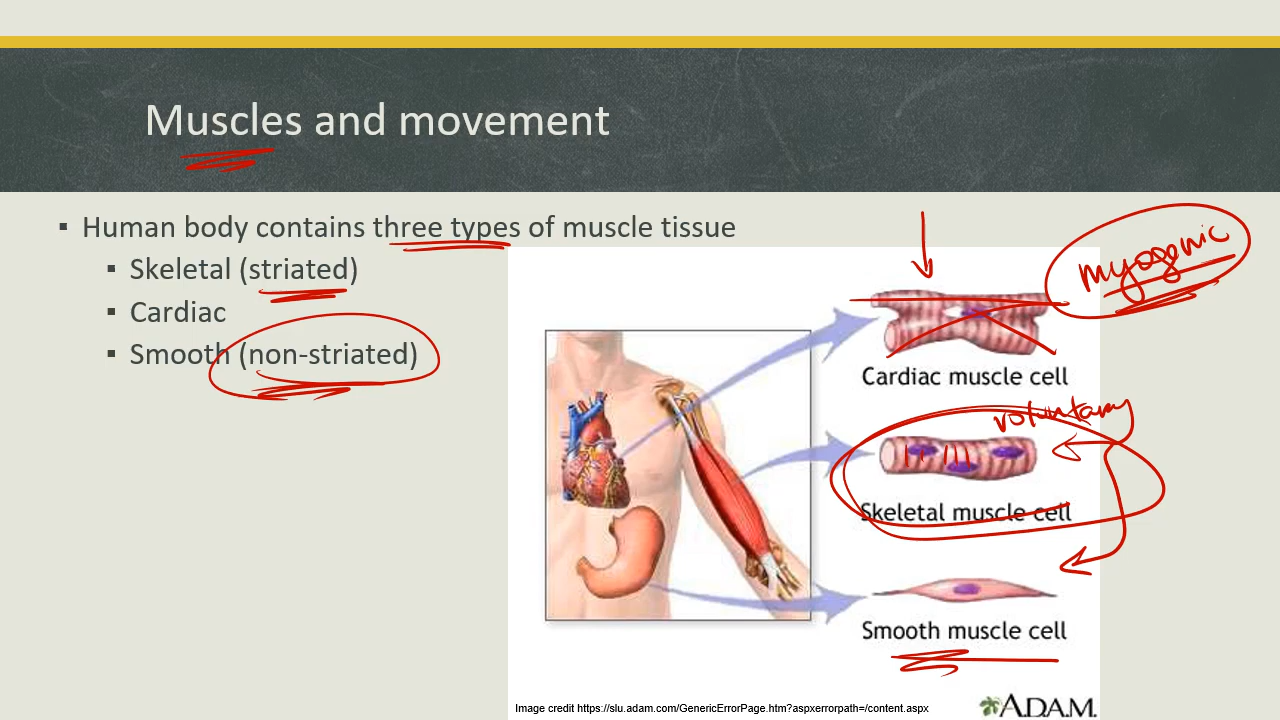 Muscles and movement
▪ Human body contains three types of muscle tissue
▪ Skeletal (striated)
▪ Cardiac
▪ Smooth (non-striated)
myogenic
Cardiac muscle cell
voluntary
Skeletal muscle cell
Smooth muscle cell
A.D.A.M.
Image credit https://slu.adam.com/GenericErrorPage.htm?aspxerrorpath=/content.aspx